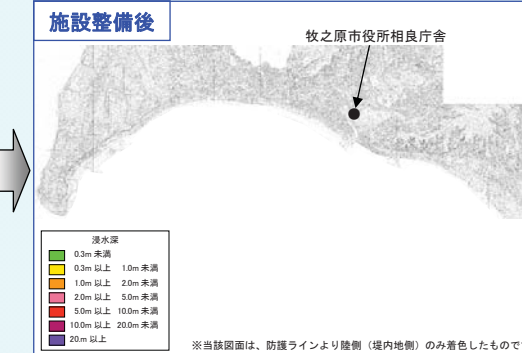 施設整備後
牧之原市役所相良庁舎
浸水深
0.3m 未満
0.3m 以上 1.0m 未満
1.0m 以上 2.0m 未満
2.0m 以上 5.0m 未満
5.0m 以上 10.0m 未満
10.0m 以上 20.0m 未満
20.m 以上
※当該図面は、防護ラインより陸側（堤内地側）のみ着色したもので